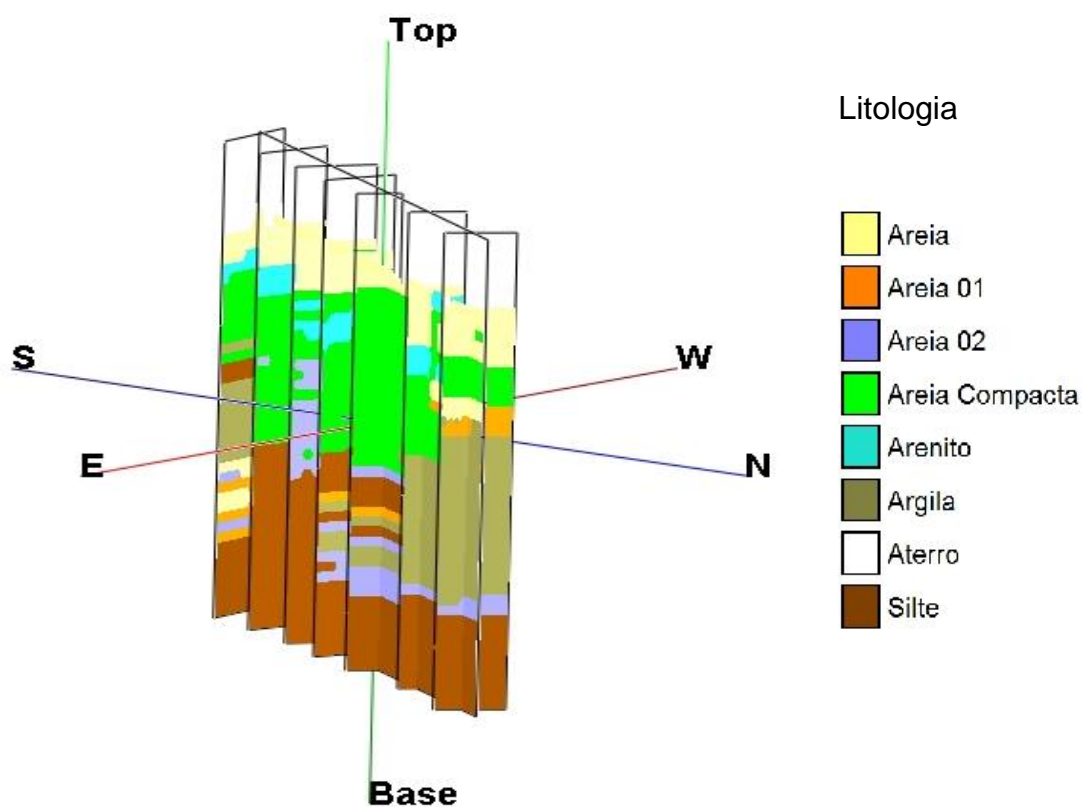 Top
Litologia
S
W
E
N
Base
Areia
Areia 01
Areia 02
Areia Compacta
Arenito
Argila
Aterro
Silte